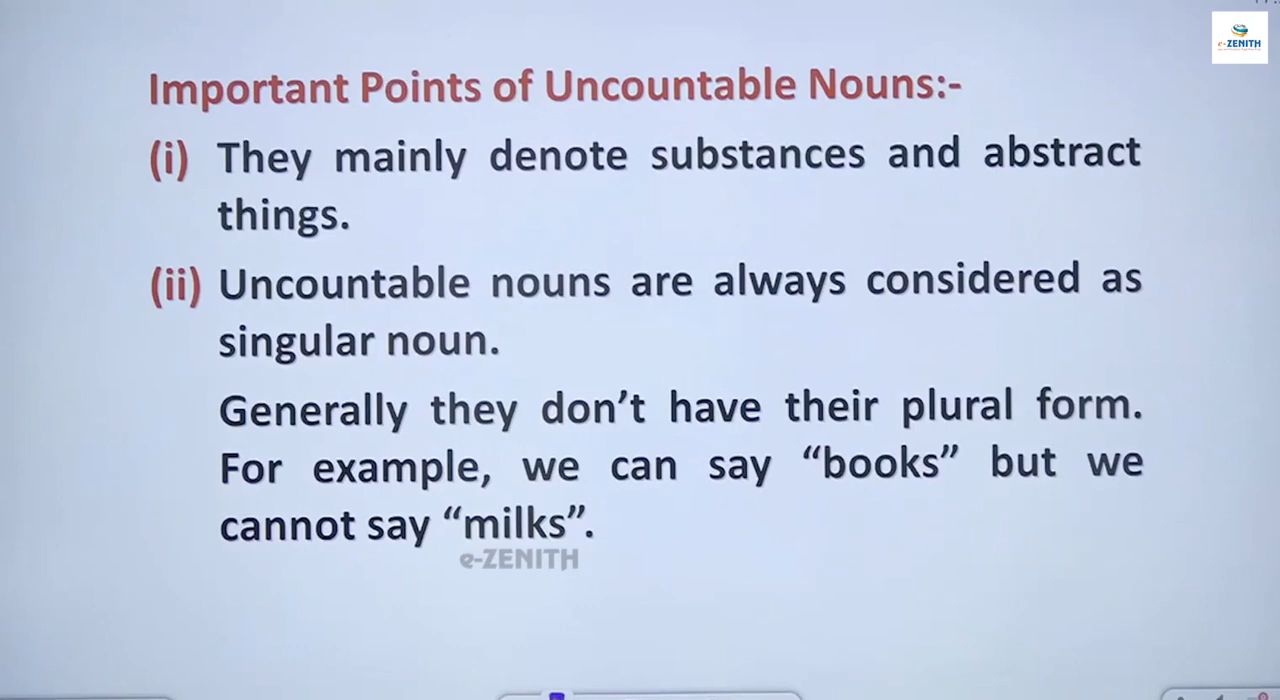 e-ZENITH
Important Points of Uncountable Nouns:-
(i) They mainly denote substances and abstract
things.
(ii) Uncountable nouns are always considered as
singular noun.
Generally they don’t have their plural form.
For example, we can say “books” but we
cannot say “milks”.
e-ZENITH